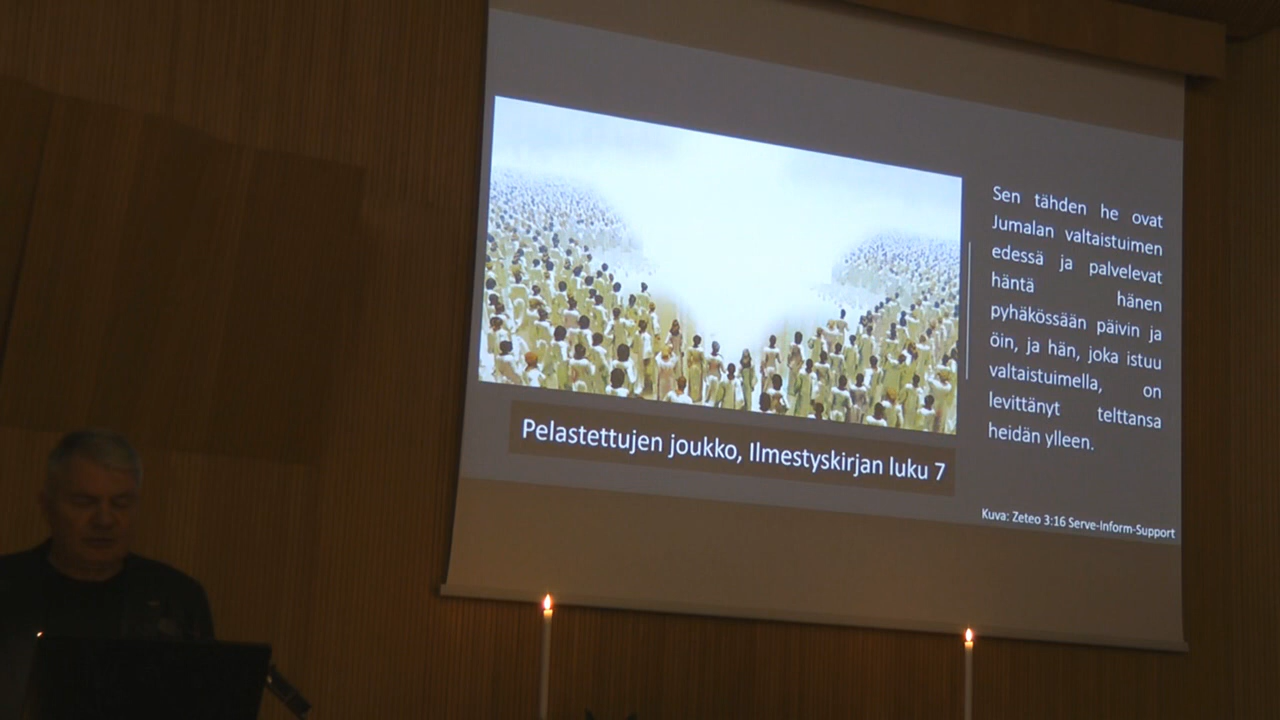 Sen tähden he ovat
Jumalan valtaistuimen
edessä ja palvelevat
häntä hänen
pyhäkössään päivin ja
öin, ja hän, joka istuu
valtaistuimella, on
levittänyt telttansa
heidän ylleen.
Pelastettujen joukko, Ilmestyskirjan luku 7
Kuva: Zeteo 3:16 Serve-Inform-Support